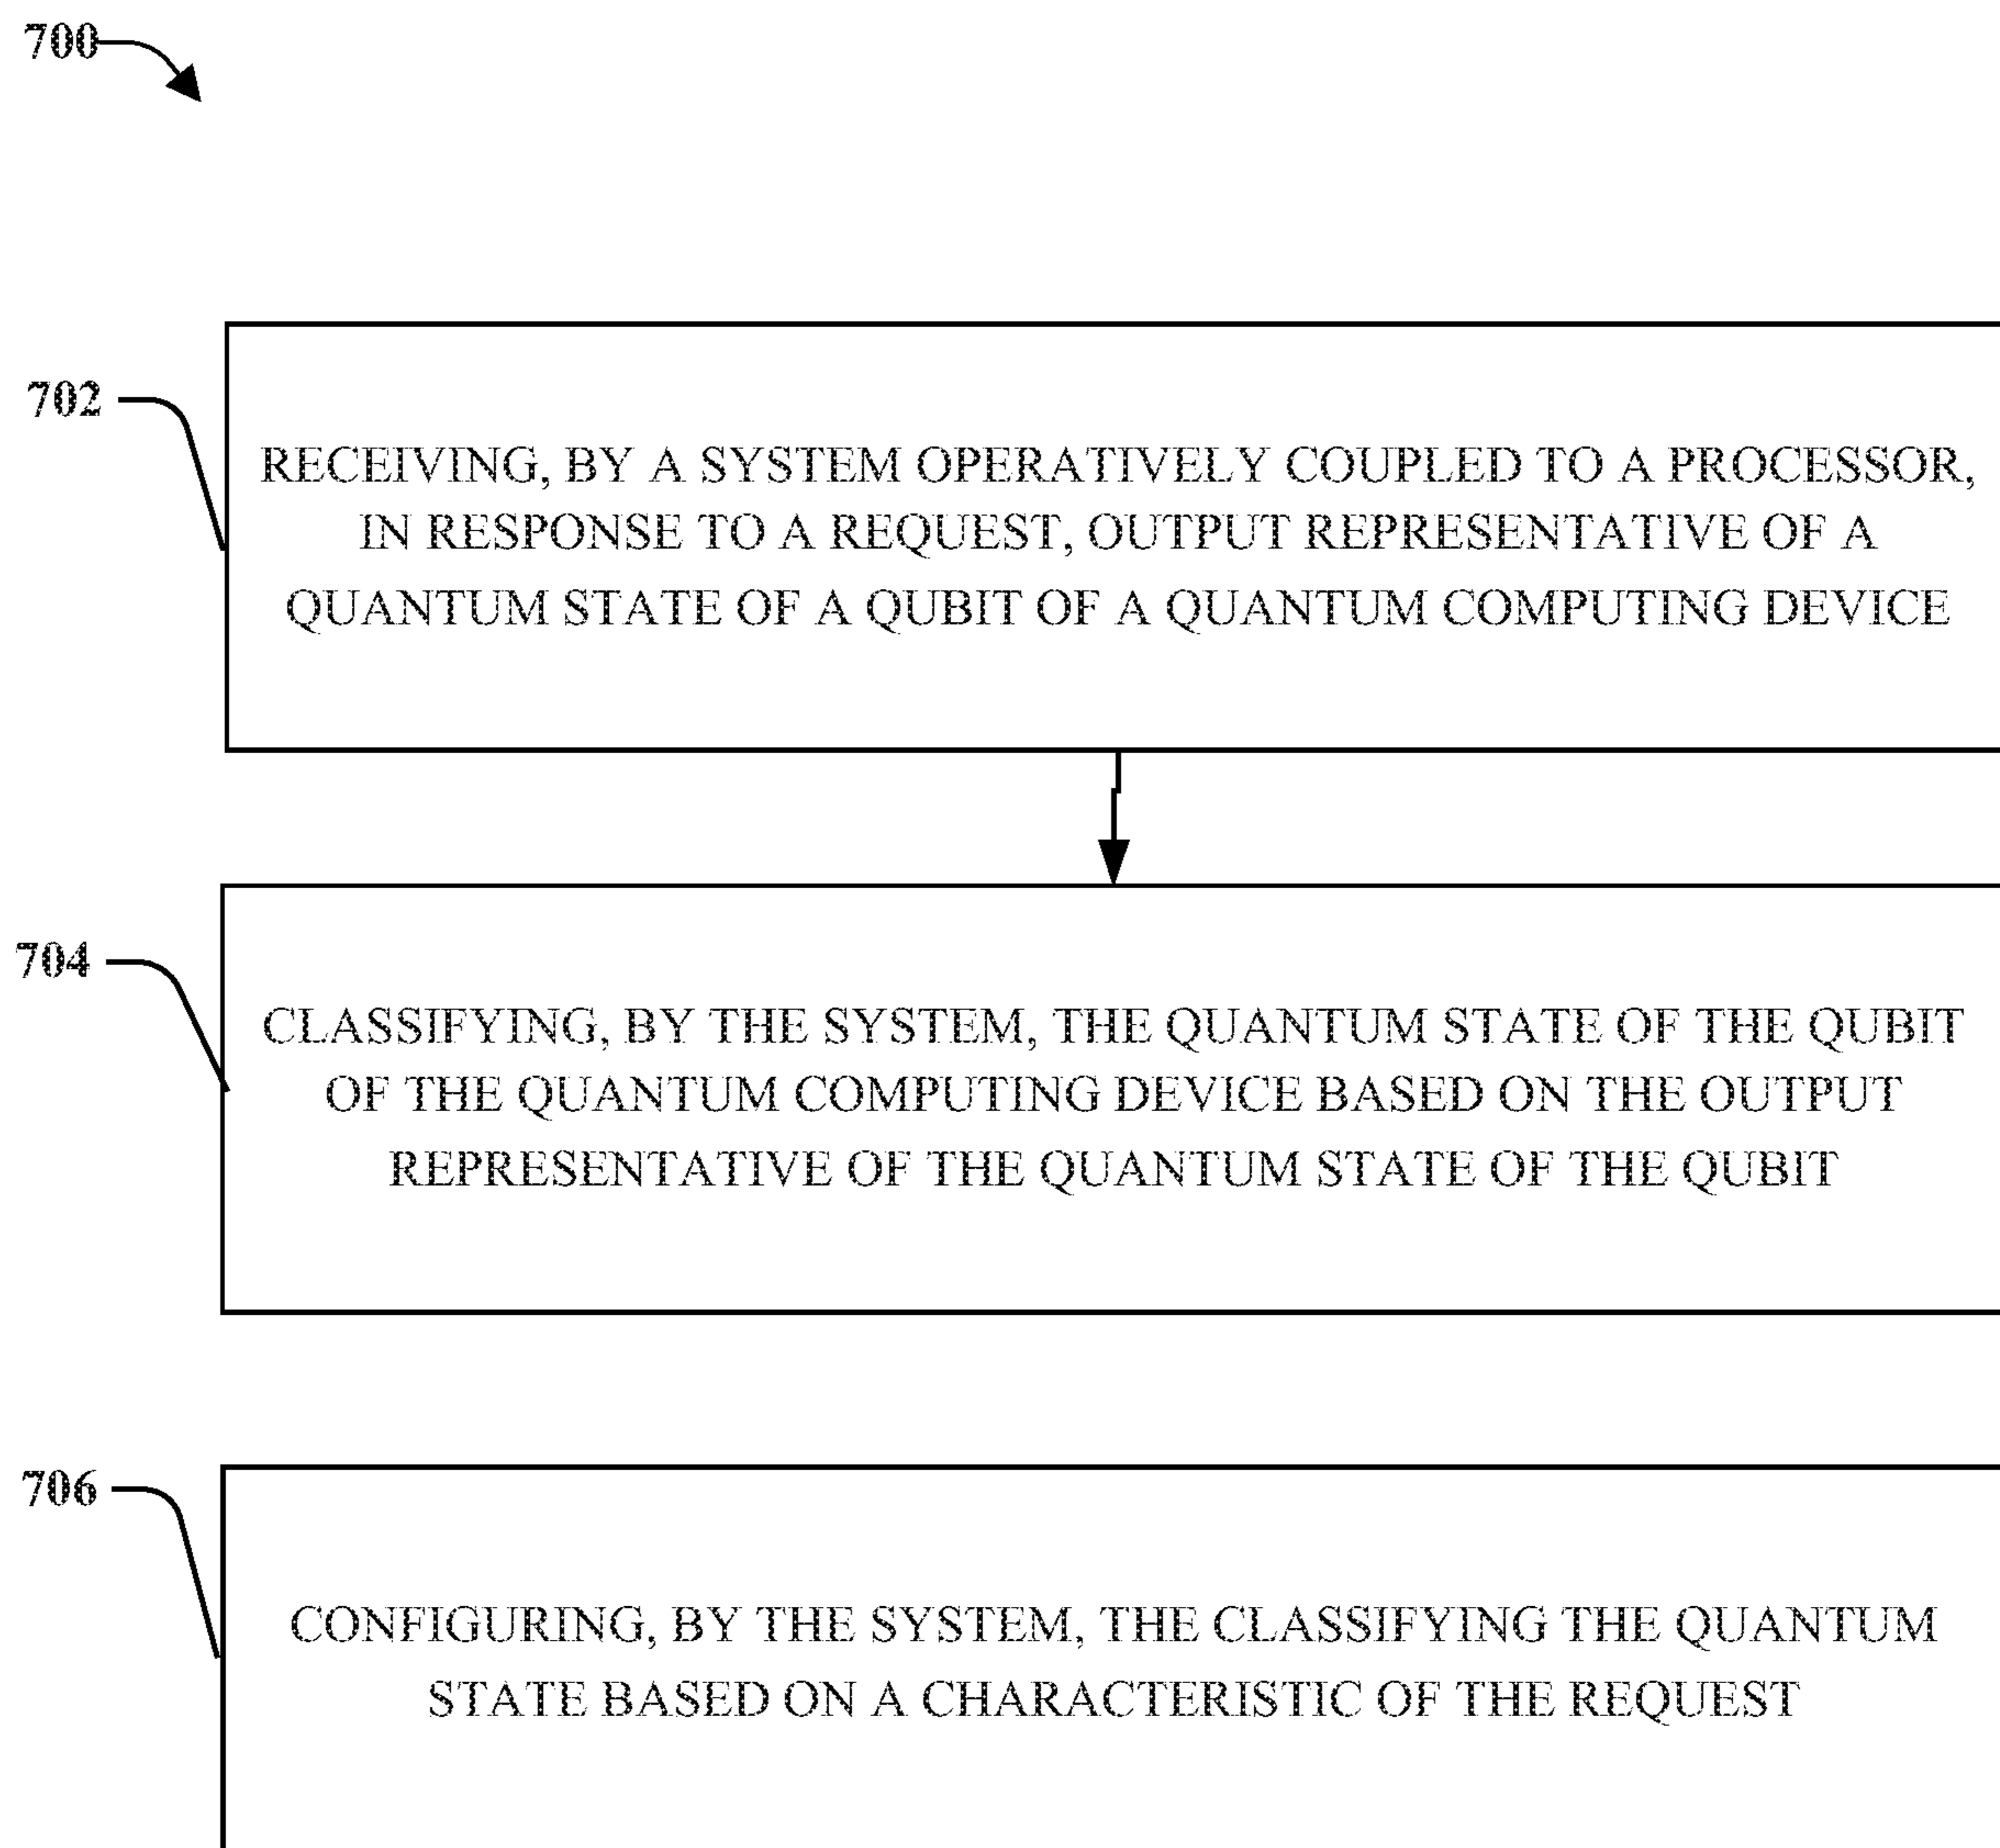 700
702
RECEIVING, BY A SYSTEM OPERATIVELY COUPLED TO A PROCESSOR,
IN RESPONSE TO A REQUEST, OUTPUT REPRESENTATIVE OF A
QUANTUM STATE OF A QUBIT OF A QUANTUM COMPUTING DEVICE
704
CLASSIFYING, BY THE SYSTEM, THE QUANTUM STATE OF THE QUBIT
OF THE QUANTUM COMPUTING DEVICE BASED ON THE OUTPUT
REPRESENTATIVE OF THE QUANTUM STATE OF THE QUBIT
706
CONFIGURING, BY THE SYSTEM, THE CLASSIFYING THE QUANTUM
STATE BASED ON A CHARACTERISTIC OF THE REQUEST